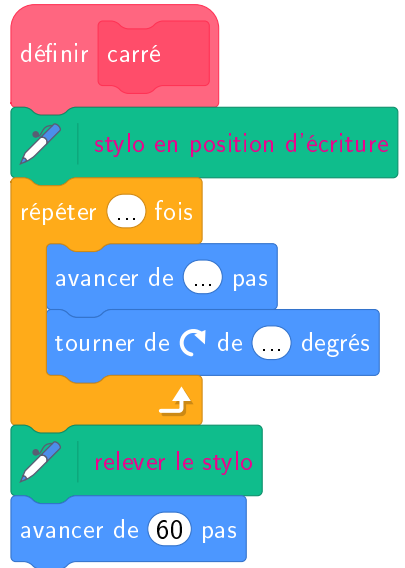 définir carré
stylo en position d'écriture
répéter ... fois
avancer de ... pas
tourner de de ... degrés
relever le stylo
avancer de 60 pas